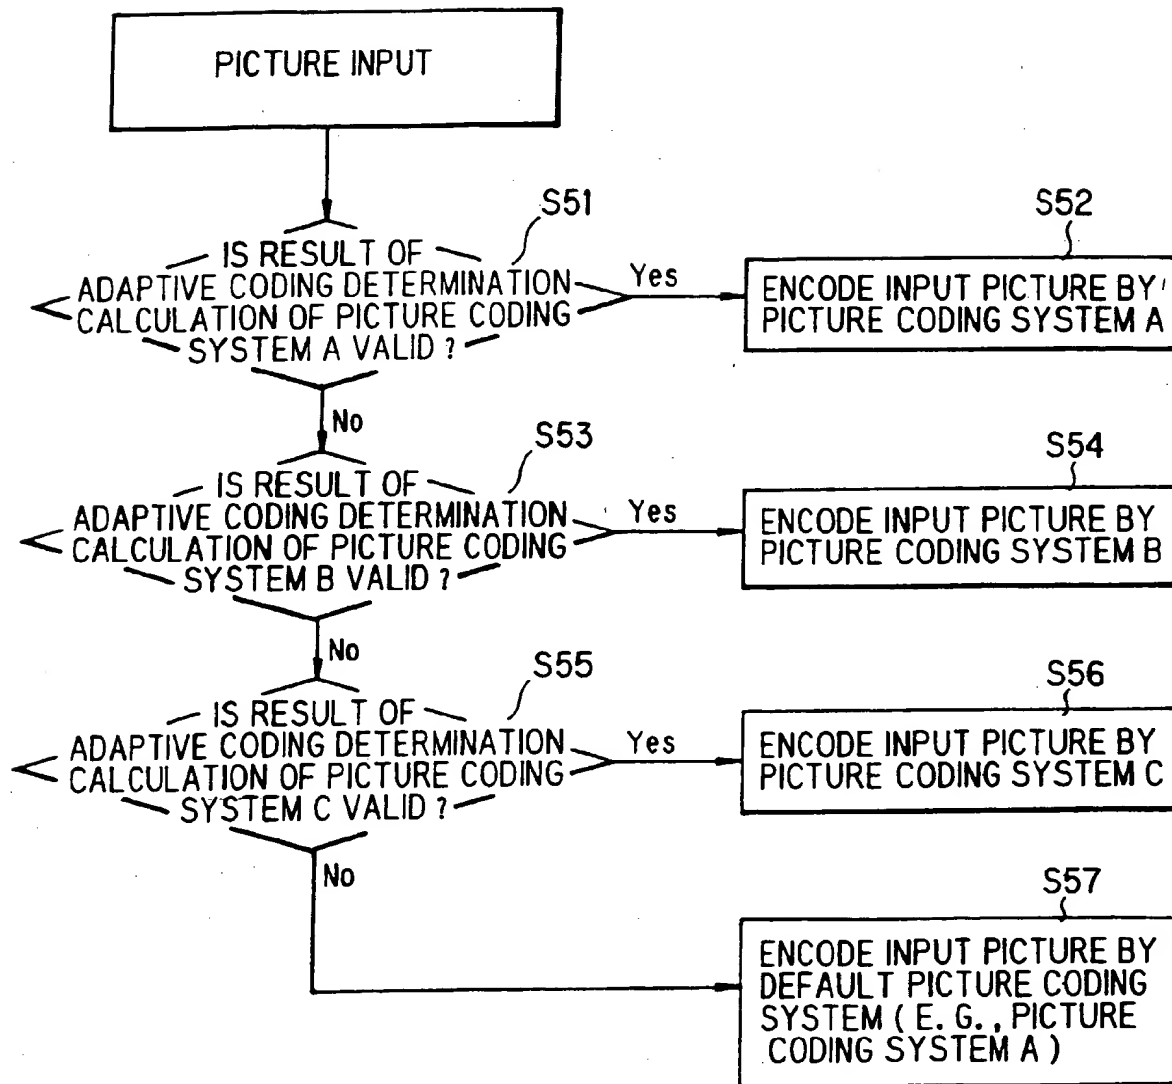 PICTURE INPUT
S51
IS RESULT OF
ADAPTIVE CODING DETERMINATION
CALCULATION OF PICTURE CODING
SYSTEM A VALID ?
Yes
S52
ENCODE INPUT PICTURE BY
PICTURE CODING SYSTEM A
No
S53
IS RESULT OF
ADAPTIVE CODING DETERMINATION
CALCULATION OF PICTURE CODING
SYSTEM B VALID ?
Yes
S54
ENCODE INPUT PICTURE BY
PICTURE CODING SYSTEM B
No
S55
IS RESULT OF
ADAPTIVE CODING DETERMINATION
CALCULATION OF PICTURE CODING
SYSTEM C VALID ?
Yes
S56
ENCODE INPUT PICTURE BY
PICTURE CODING SYSTEM C
No
S57
ENCODE INPUT PICTURE BY
DEFAULT PICTURE CODING
SYSTEM ( E. G., PICTURE
CODING SYSTEM A )